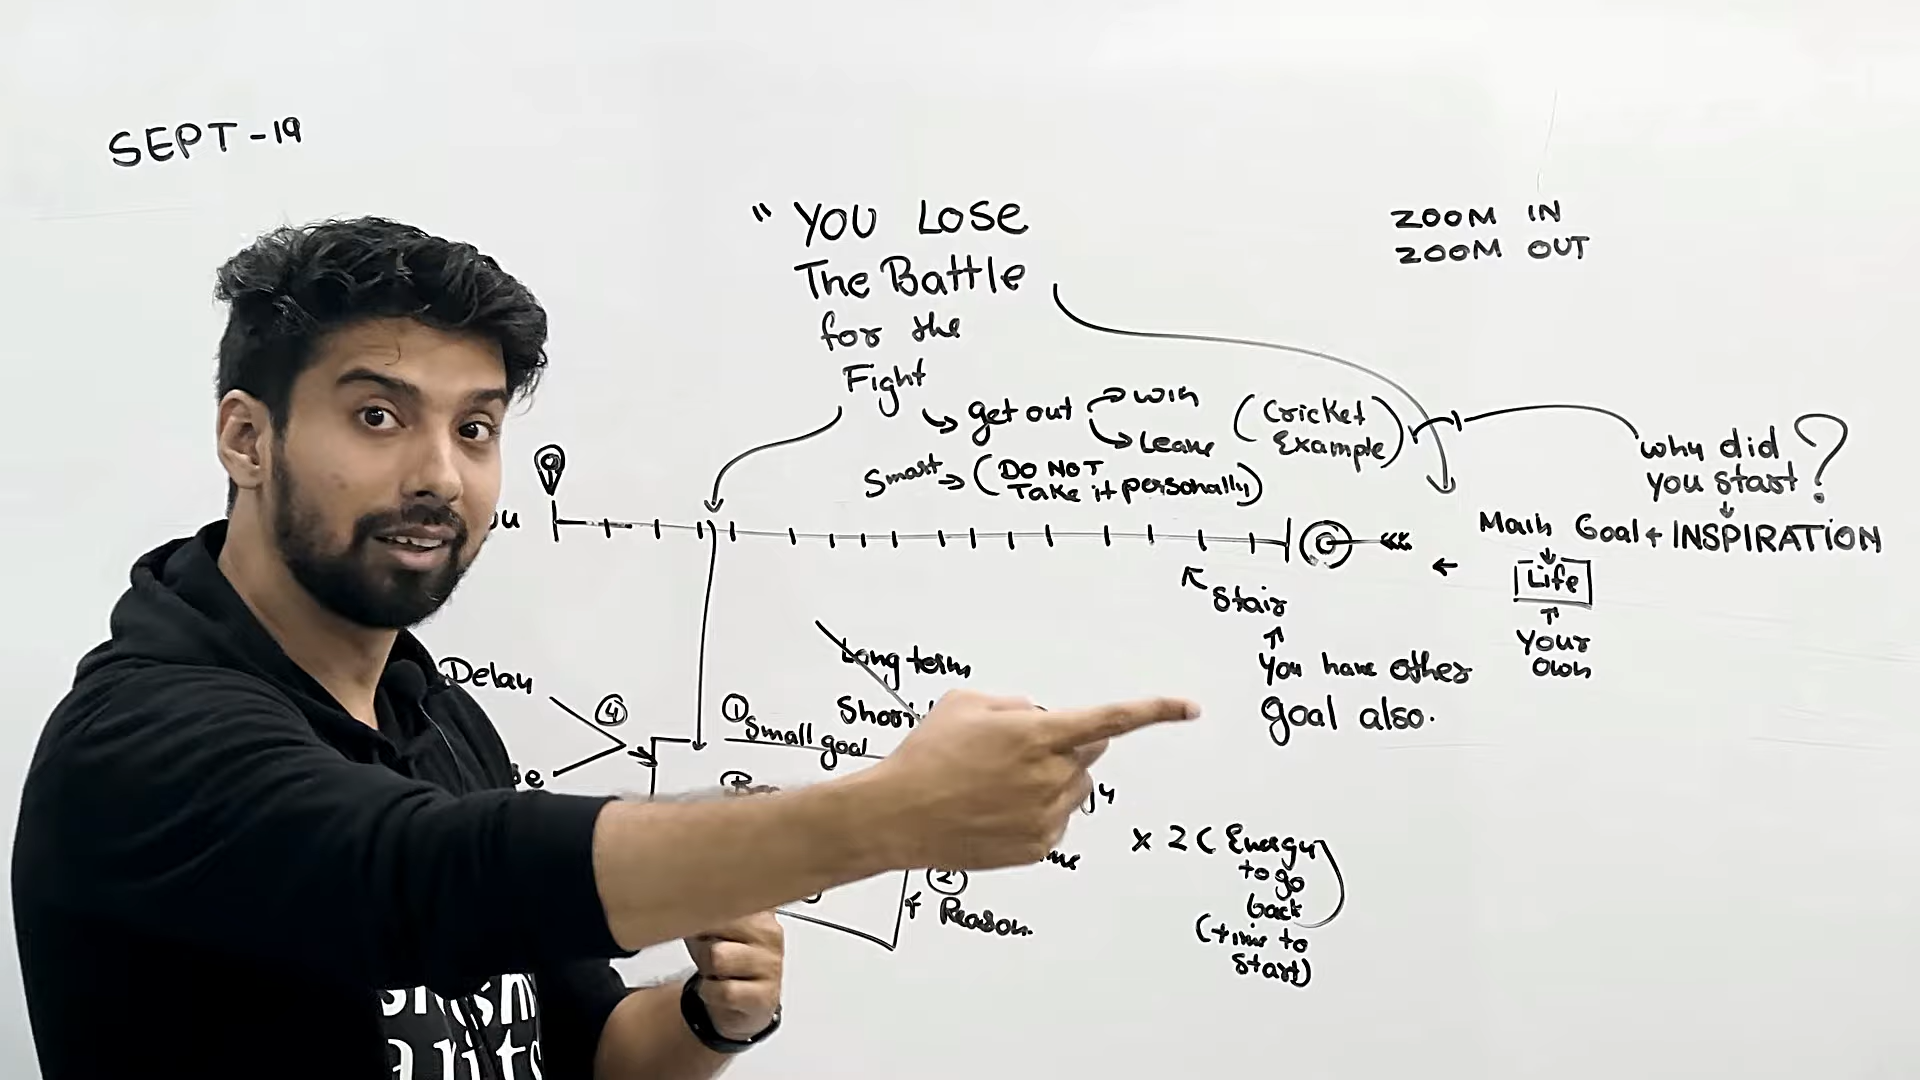 SEPT-19
" YOU LOSE
The Battle
for the
Fight
ZOOM IN
ZOOM OUT
get out
win
Leave
(Cricket
Example)
Smart → (DO NOT
Take it personally)
why did
you start?
Main Goal + INSPIRATION
Life
Your
own
Stair
You have other
goal also.
Delay
4
Long term
1
Small goal
2
Reason.
x 2 (Energy
to go
back
(time to
start)